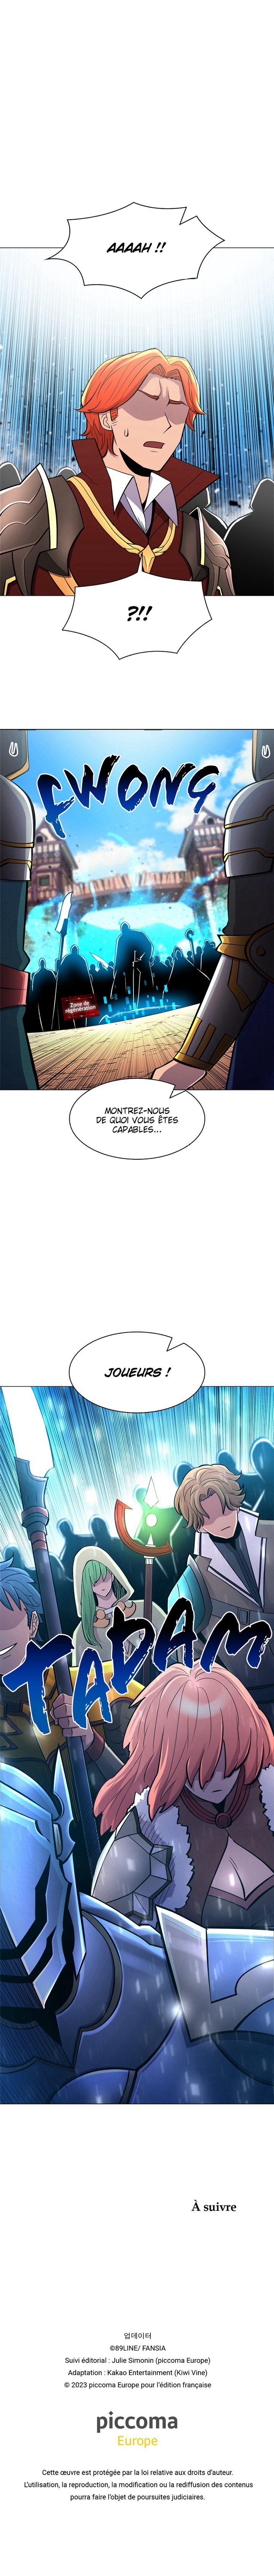 AAAAH !!
?!!
FWONG
Zone de
régénération
MONTREZ-NOUS
DE QUOI VOUS ÊTES
CAPABLES...
JOUEURS !
TADAM
À suivre
업데이터
©89LINE/ FANSIA
Suivi éditorial : Julie Simonin (piccoma Europe)
Adaptation : Kakao Entertainment (Kiwi Vine)
© 2023 piccoma Europe pour l'édition française
piccoma
Europe
Cette œuvre est protégée par la loi relative aux droits d'auteur.
L'utilisation, la reproduction, la modification ou la rediffusion des contenus
pourra faire l'objet de poursuites judiciaires.